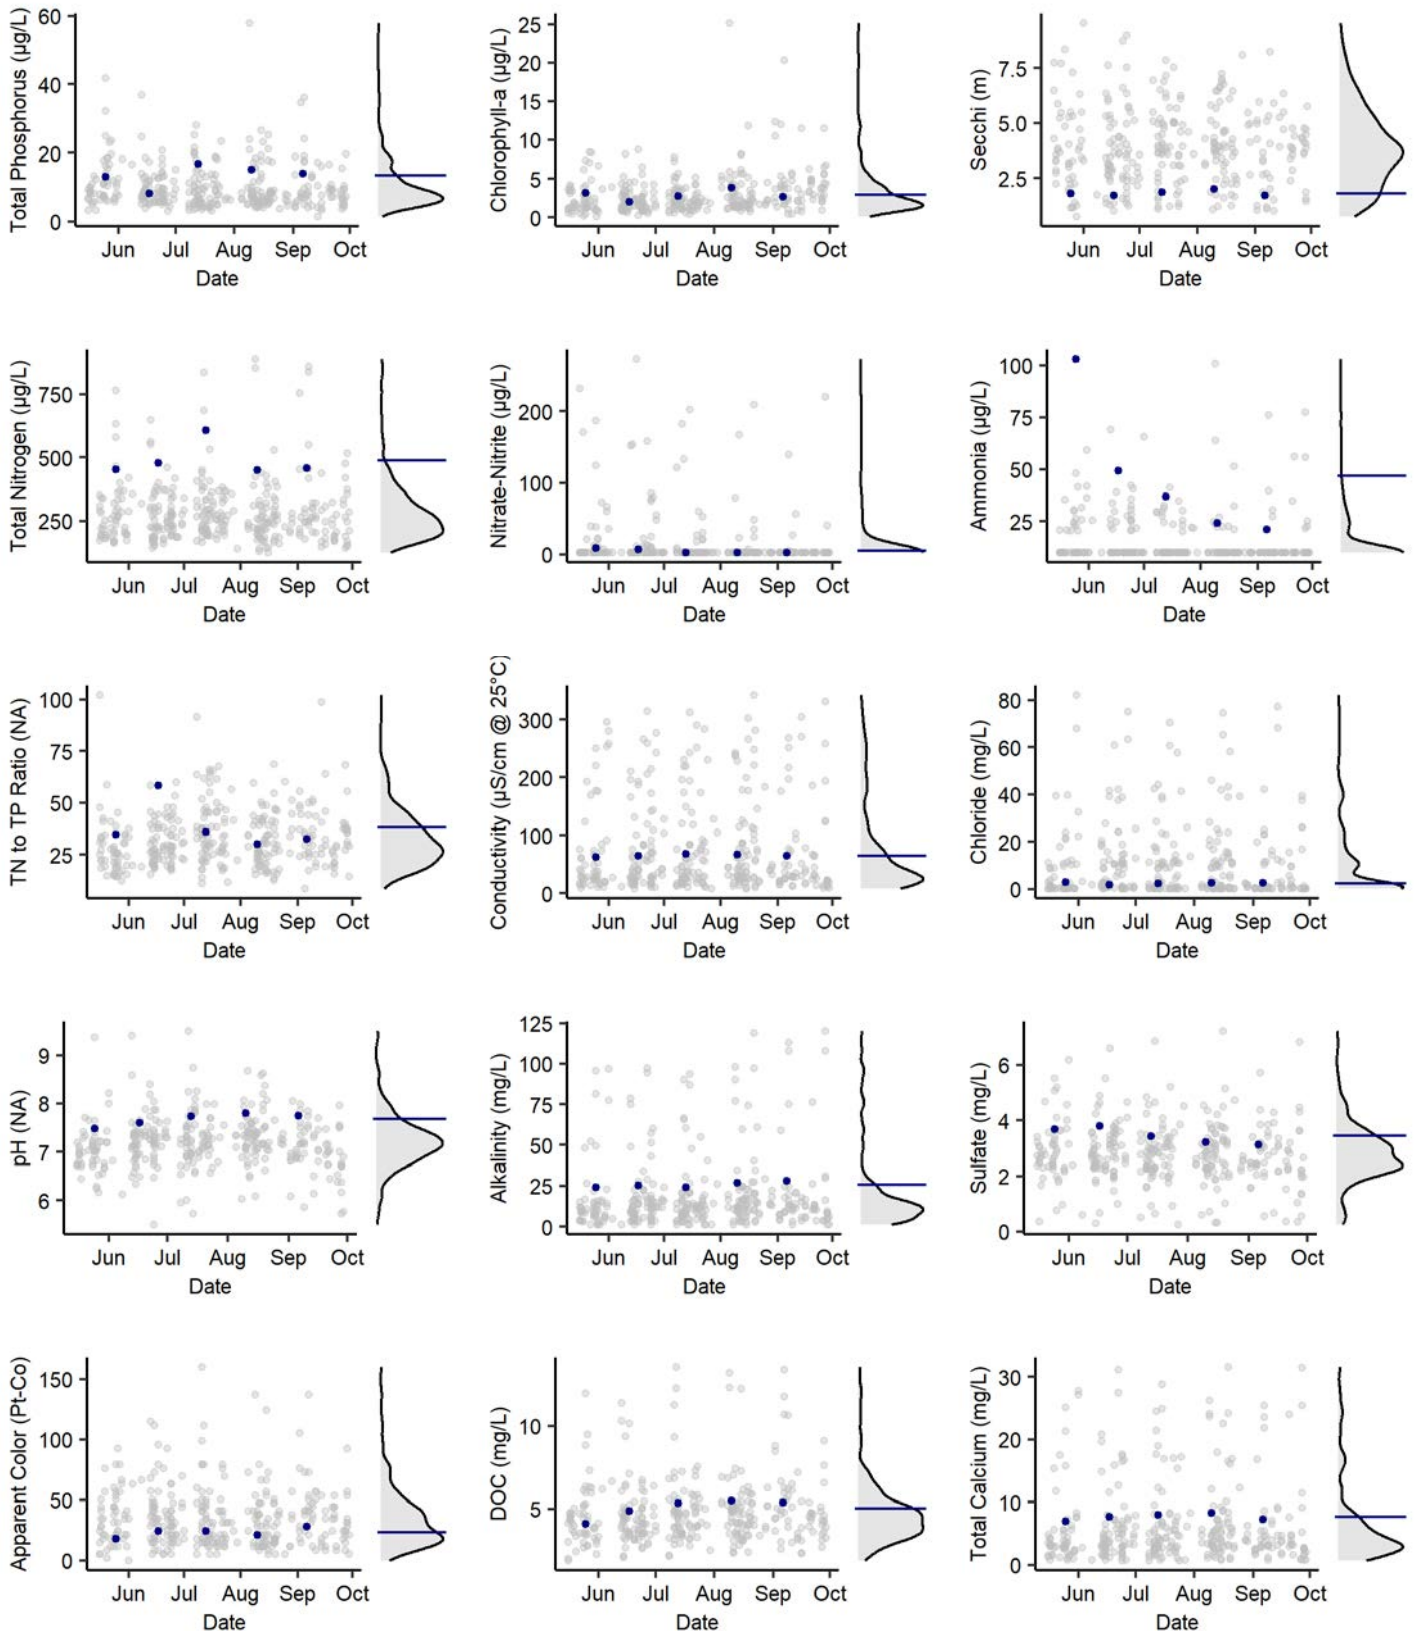 Total Phosphorus (µg/L)
60
40
20
0
Jun Jul Aug Sep Oct
Date
Chlorophyll-a (µg/L)
25
20
15
10
5
0
Jun Jul Aug Sep Oct
Date
Secchi (m)
7.5
5.0
2.5
Jun Jul Aug Sep Oct
Date
Total Nitrogen (µg/L)
750
500
250
Jun Jul Aug Sep Oct
Date
Nitrate-Nitrite (µg/L)
200
100
0
Jun Jul Aug Sep Oct
Date
Ammonia (µg/L)
100
75
50
25
Jun Jul Aug Sep Oct
Date
TN to TP Ratio (NA)
100
75
50
25
Jun Jul Aug Sep Oct
Date
Conductivity (µS/cm @ 25°C)
300
200
100
0
Jun Jul Aug Sep Oct
Date
Chloride (mg/L)
80
60
40
20
0
Jun Jul Aug Sep Oct
Date
pH (NA)
9
8
7
6
Jun Jul Aug Sep Oct
Date
Alkalinity (mg/L)
125
100
75
50
25
0
Jun Jul Aug Sep Oct
Date
Sulfate (mg/L)
6
4
2
0
Jun Jul Aug Sep Oct
Date
Apparent Color (Pt-Co)
150
100
50
0
Jun Jul Aug Sep Oct
Date
DOC (mg/L)
10
5
Jun Jul Aug Sep Oct
Date
Total Calcium (mg/L)
30
20
10
0
Jun Jul Aug Sep Oct
Date